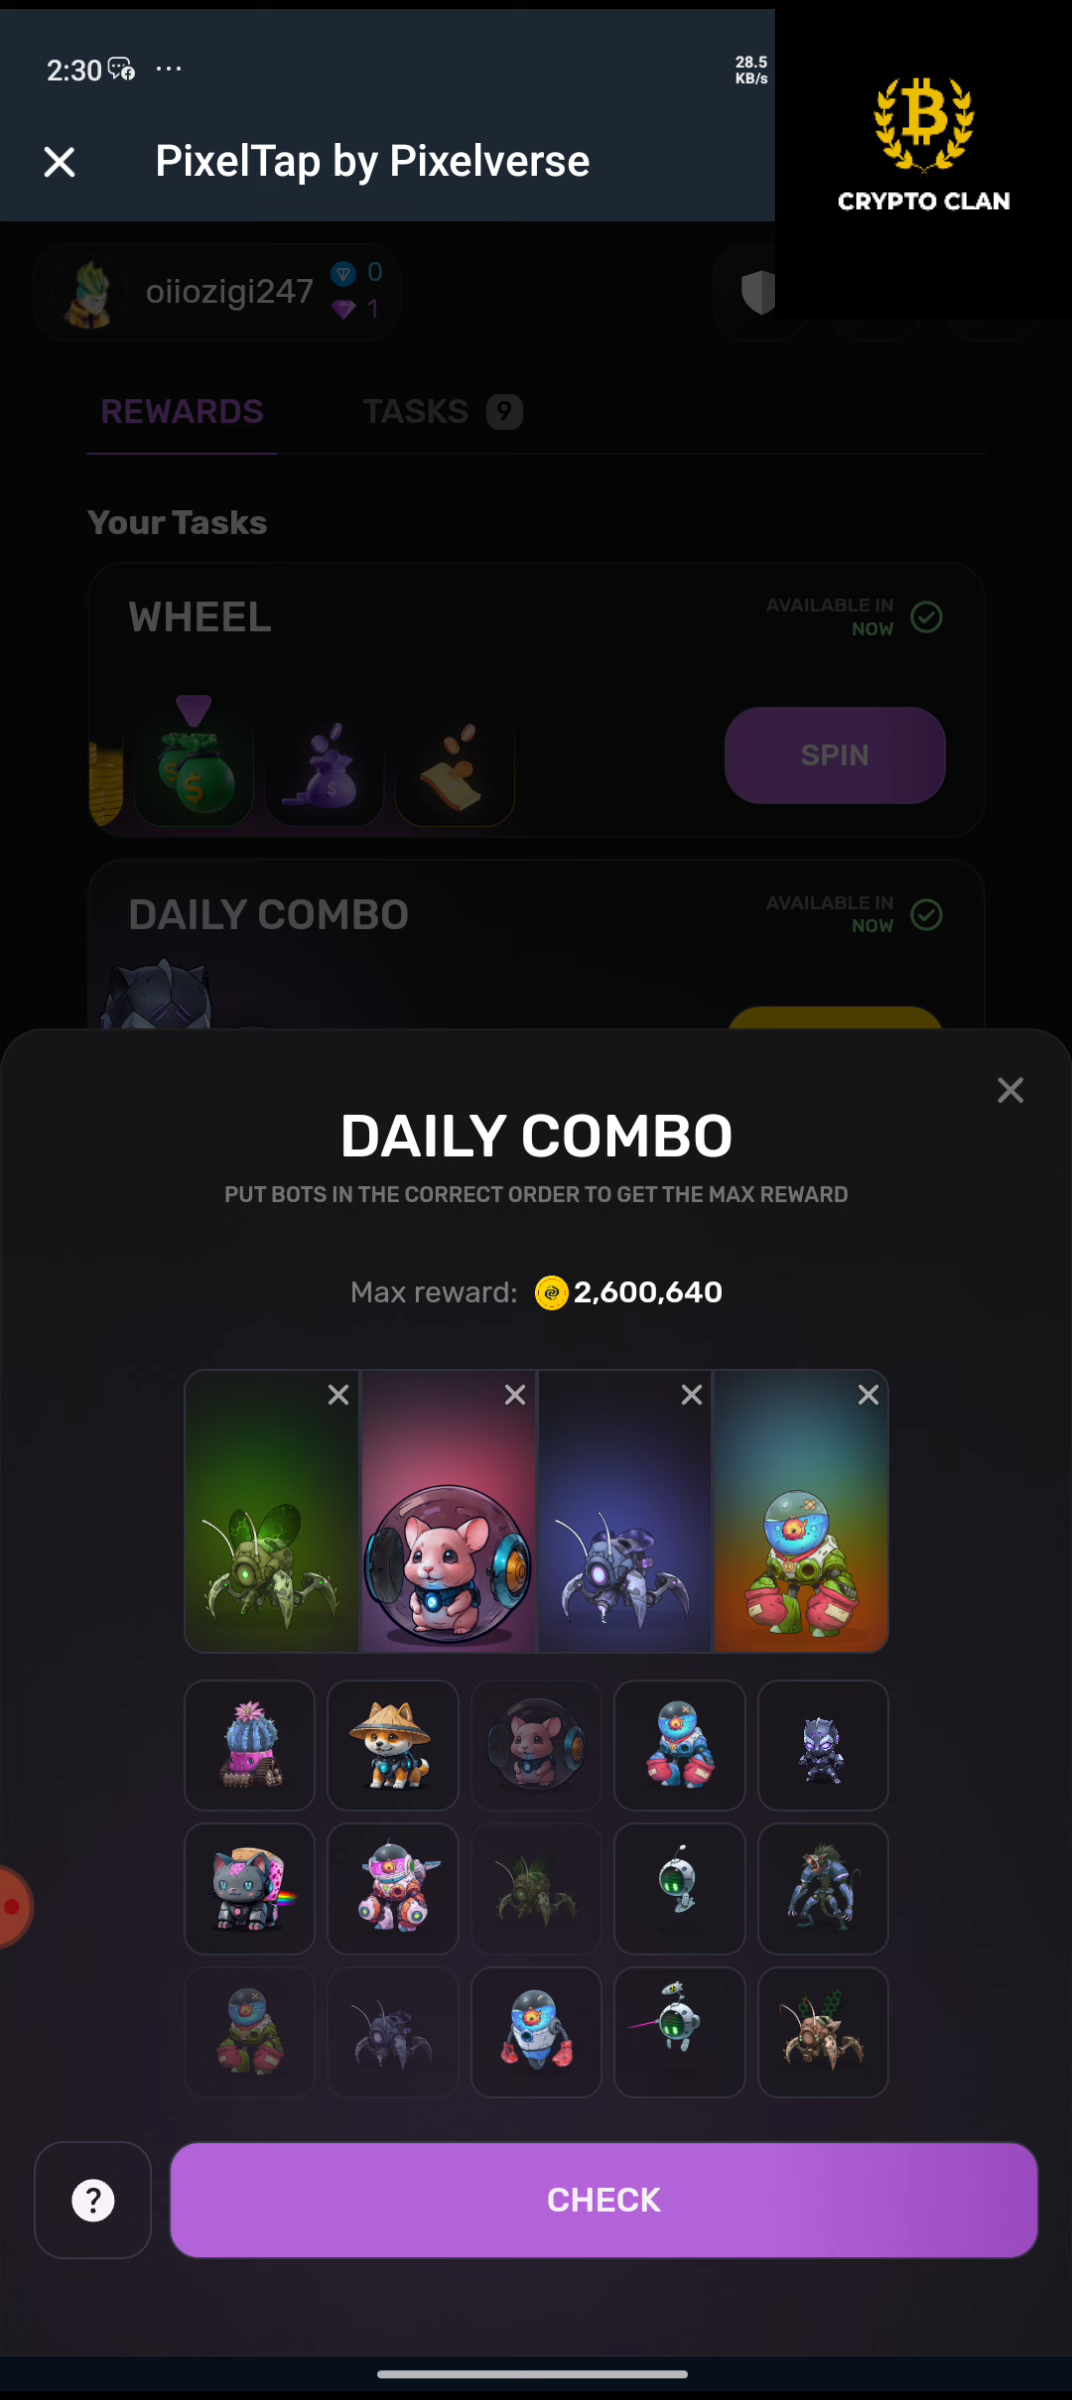 2:30
28.5
KB/s
PixelTap by Pixelverse
CRYPTO CLAN
oiiozigi247
0
1
REWARDS
TASKS 9
Your Tasks
WHEEL
AVAILABLE IN
NOW
SPIN
DAILY COMBO
AVAILABLE IN
NOW
DAILY COMBO
PUT BOTS IN THE CORRECT ORDER TO GET THE MAX REWARD
Max reward: 2,600,640
?
CHECK